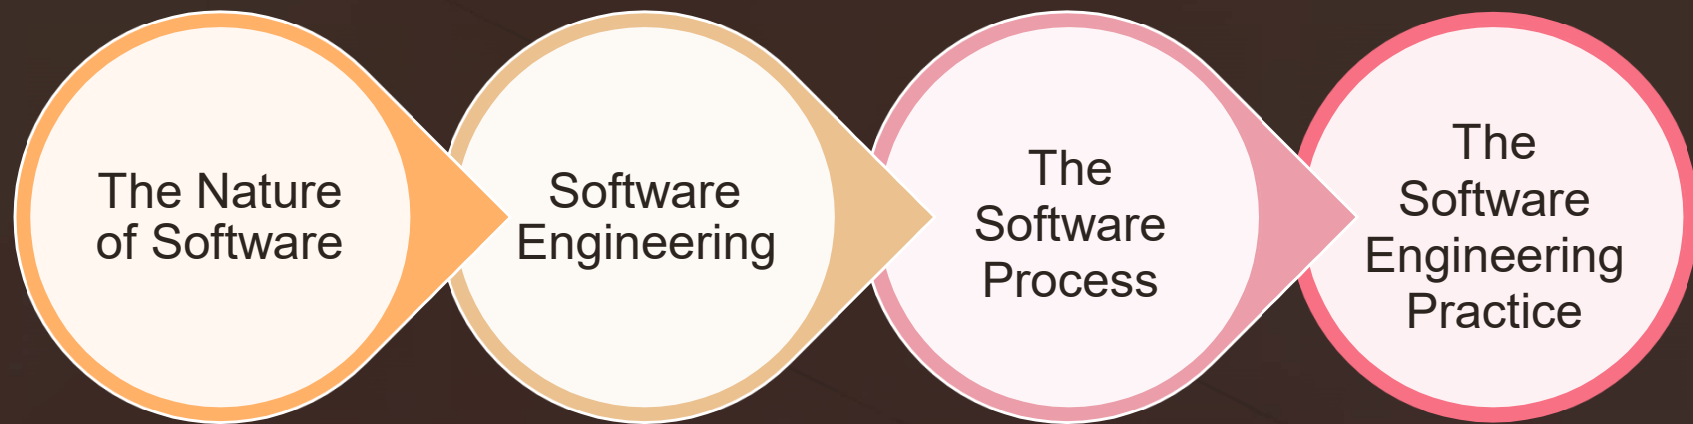 The Nature
of Software
Software
Engineering
The
Software
Process
The
Software
Engineering
Practice